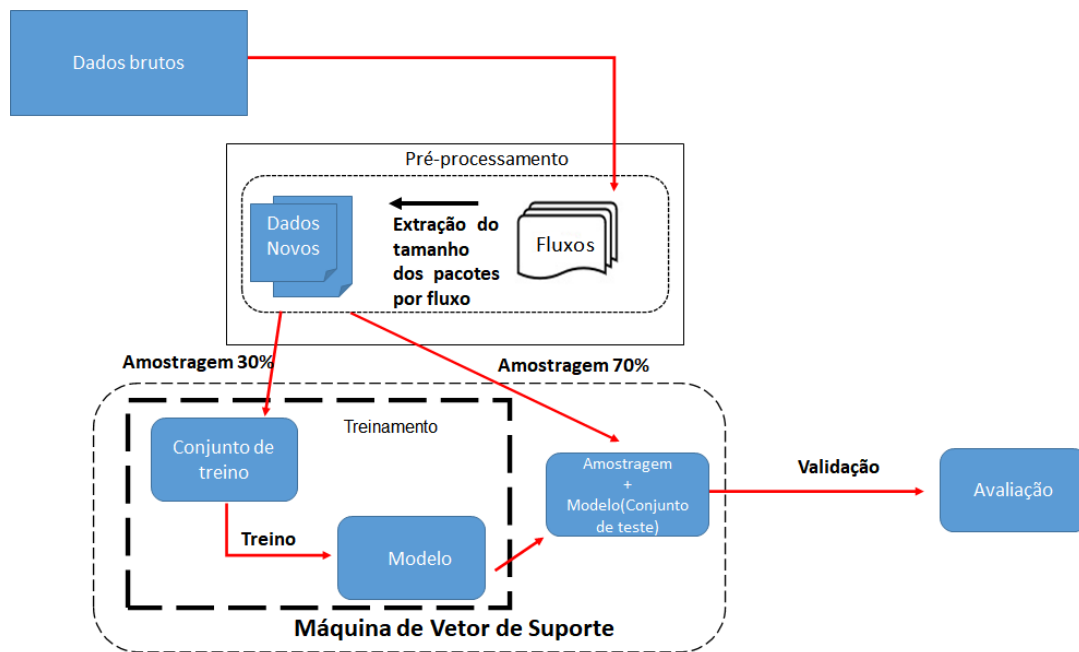 Dados brutos
Pré-processamento
Dados
Novos
Extração do
tamanho
dos pacotes
por fluxo
Fluxos
Amostragem 30%
Amostragem 70%
Treinamento
Conjunto de
treino
Treino
Modelo
Amostragem
+
Modelo(Conjunto
de teste)
Validação
Avaliação
Máquina de Vetor de Suporte